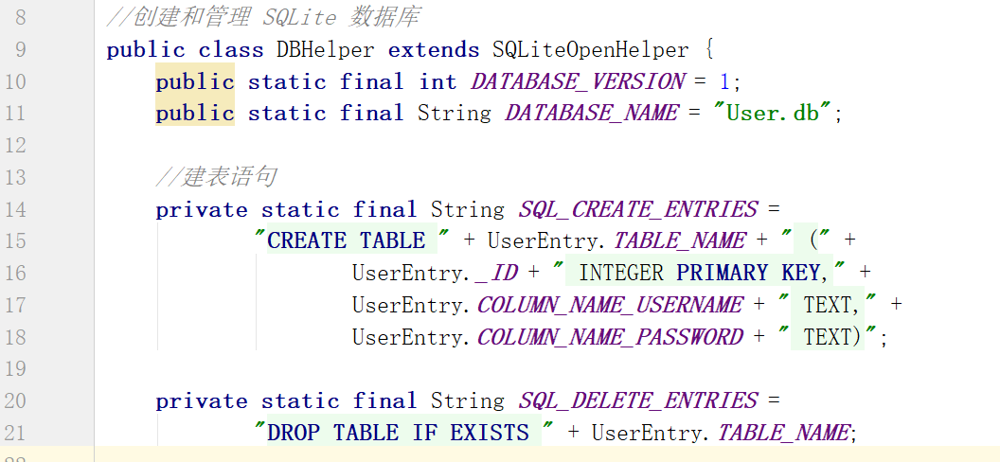 8 //创建和管理 SQLite 数据库
9 public class DBHelper extends SQLiteOpenHelper {
10 public static final int DATABASE_VERSION = 1;
11 public static final String DATABASE_NAME = "User.db";
12
13 //建表语句
14 private static final String SQL_CREATE_ENTRIES =
15 "CREATE TABLE " + UserEntry.TABLE_NAME + " (" +
16 UserEntry._ID + " INTEGER PRIMARY KEY," +
17 UserEntry.COLUMN_NAME_USERNAME + " TEXT," +
18 UserEntry.COLUMN_NAME_PASSWORD + " TEXT)";
19
20 private static final String SQL_DELETE_ENTRIES =
21 "DROP TABLE IF EXISTS " + UserEntry.TABLE_NAME;